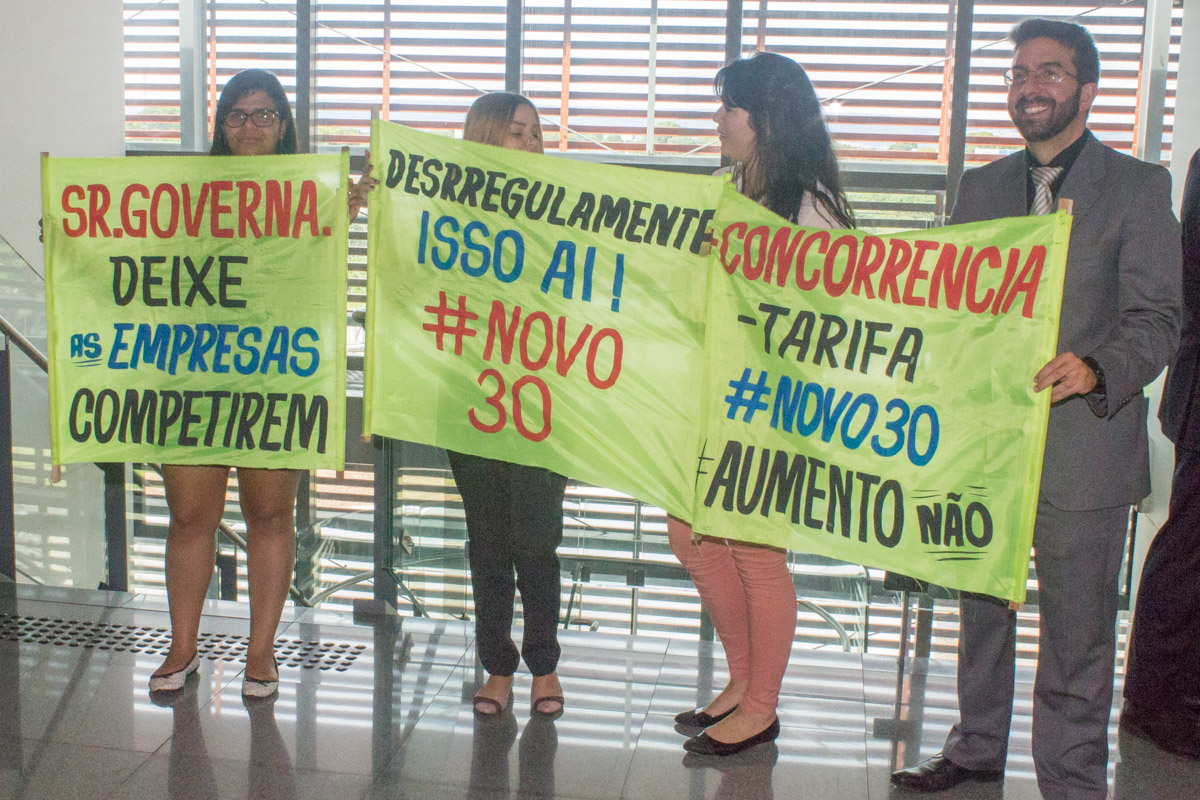 SR.GOVERNA.
DEIXE
AS EMPRESAS
COMPETIREM
DESRREGULAMENTE
ISSO AI!
#NOVO
30
+CONCORRENCIA
-TARIFA
#NOVO30
#AUMENTO NÃO